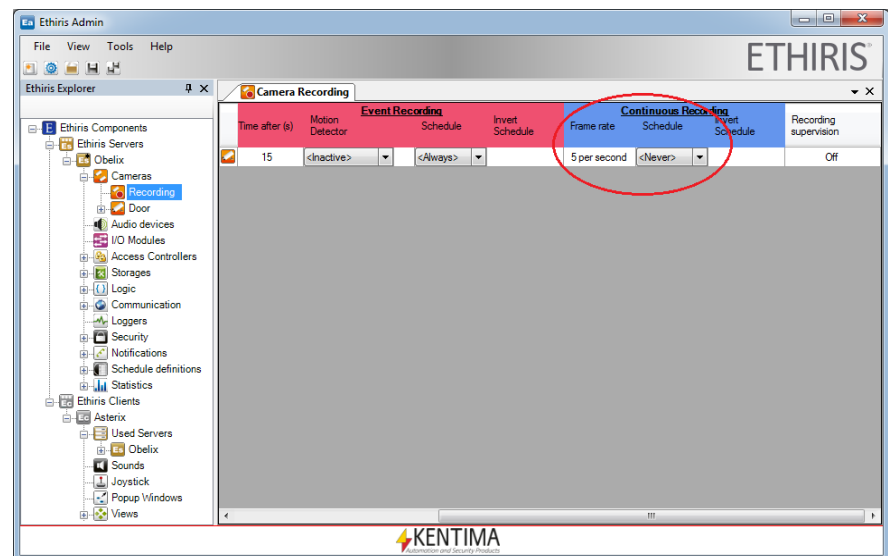 Ethiris Admin
File View Tools Help
ETHIRIS
Ethiris Explorer
Camera Recording
Event Recording
Continuous Recording
Time after (s) Motion Detector Schedule Invert Schedule Frame rate Schedule Invert Schedule Recording supervision
15 <Inactive> <Always> 5 per second <Never> Off
Ethiris Components
Ethiris Servers
Obelix
Cameras
Recording
Door
Audio devices
I/O Modules
Access Controllers
Storages
Logic
Communication
Loggers
Security
Notifications
Schedule definitions
Statistics
Ethiris Clients
Asterix
Used Servers
Obelix
Sounds
Joystick
Popup Windows
Views
KENTIMA
Automation and Security Products